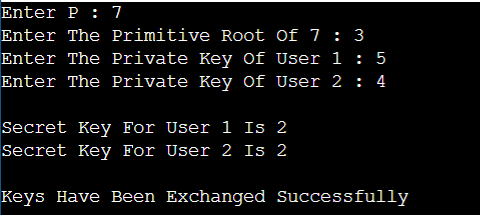 Enter P : 7
Enter The Primitive Root Of 7 : 3
Enter The Private Key Of User 1 : 5
Enter The Private Key Of User 2 : 4
Secret Key For User 1 Is 2
Secret Key For User 2 Is 2
Keys Have Been Exchanged Successfully